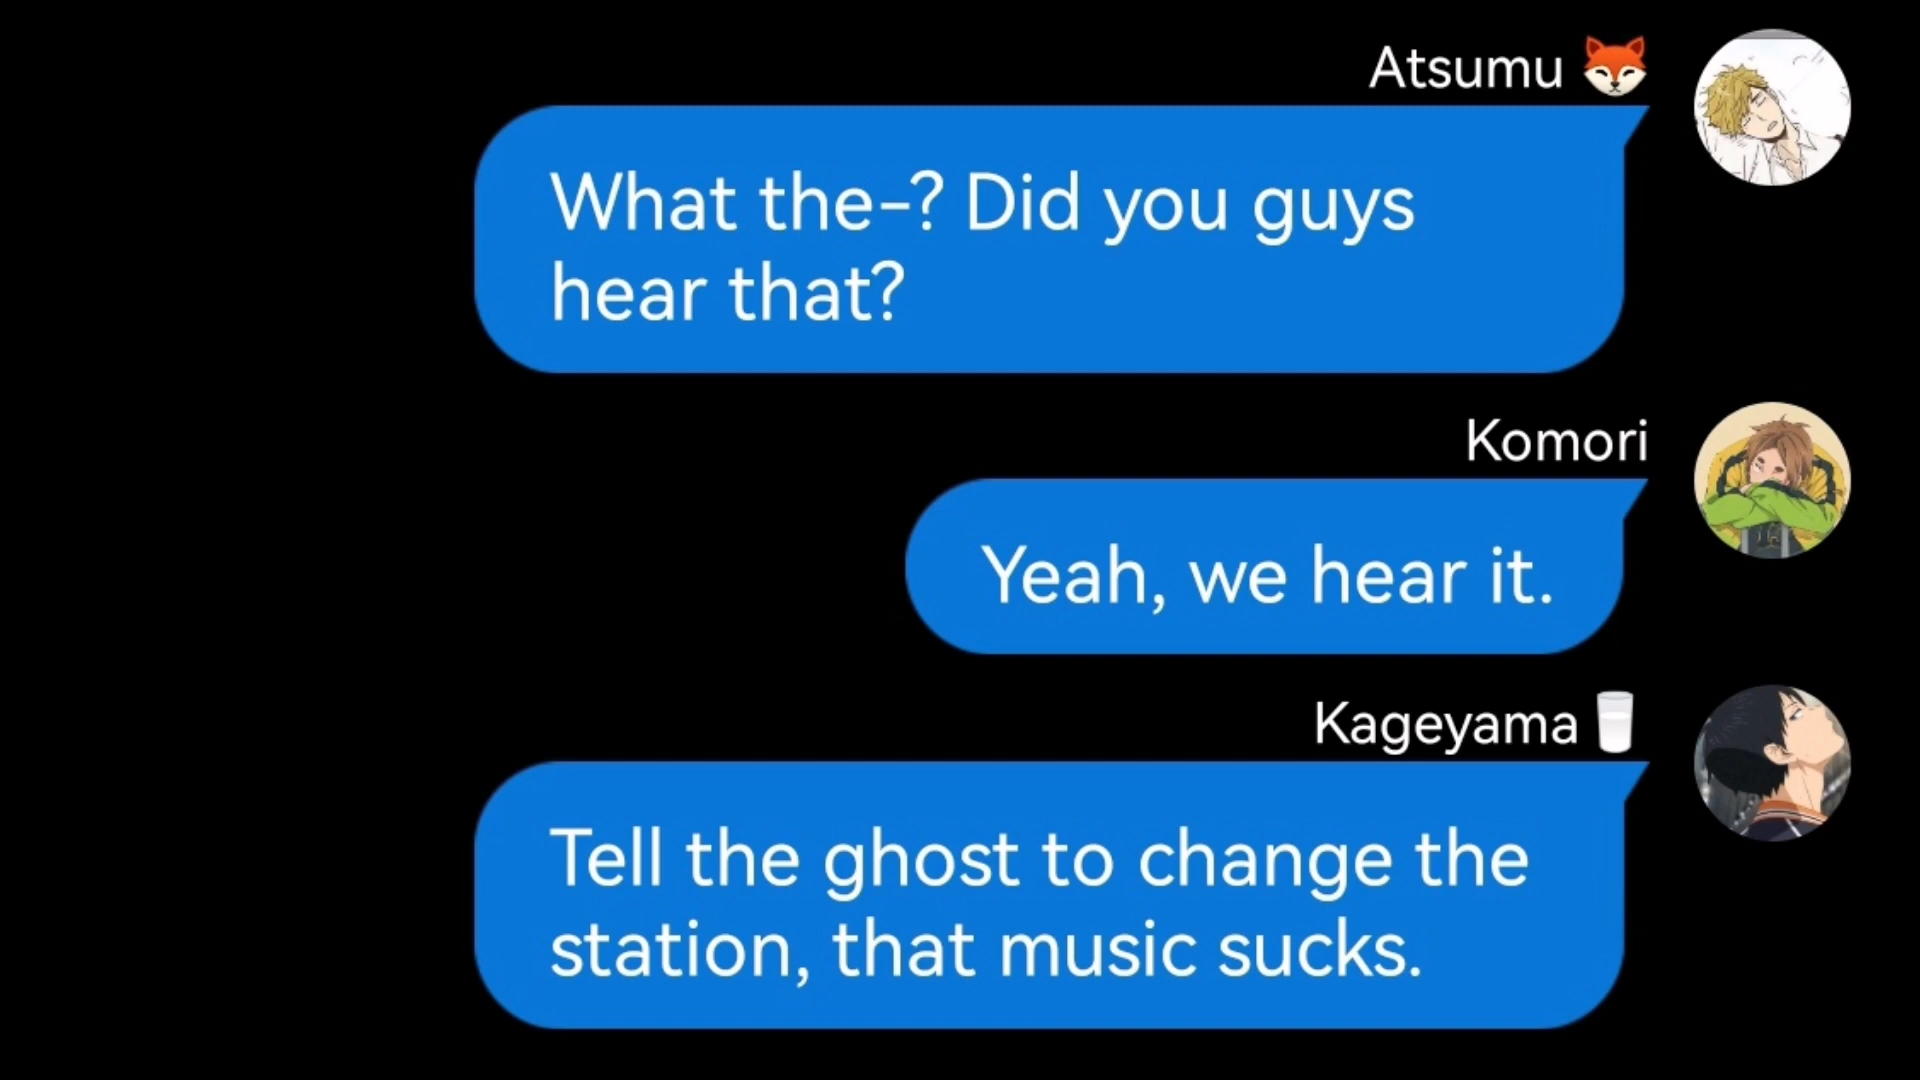 Atsumu 🦊
What the-? Did you guys
hear that?
Komori
Yeah, we hear it.
Kageyama 🥛
Tell the ghost to change the
station, that music sucks.